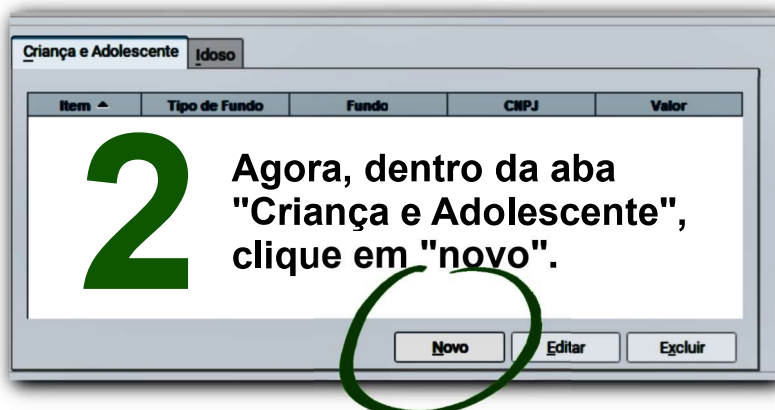 Criança e Adolescente Idoso
Item Tipo de Fundo Fundo CNPJ Valor
2
Agora, dentro da aba
"Criança e Adolescente",
clique em "novo".
Novo Editar Excluir